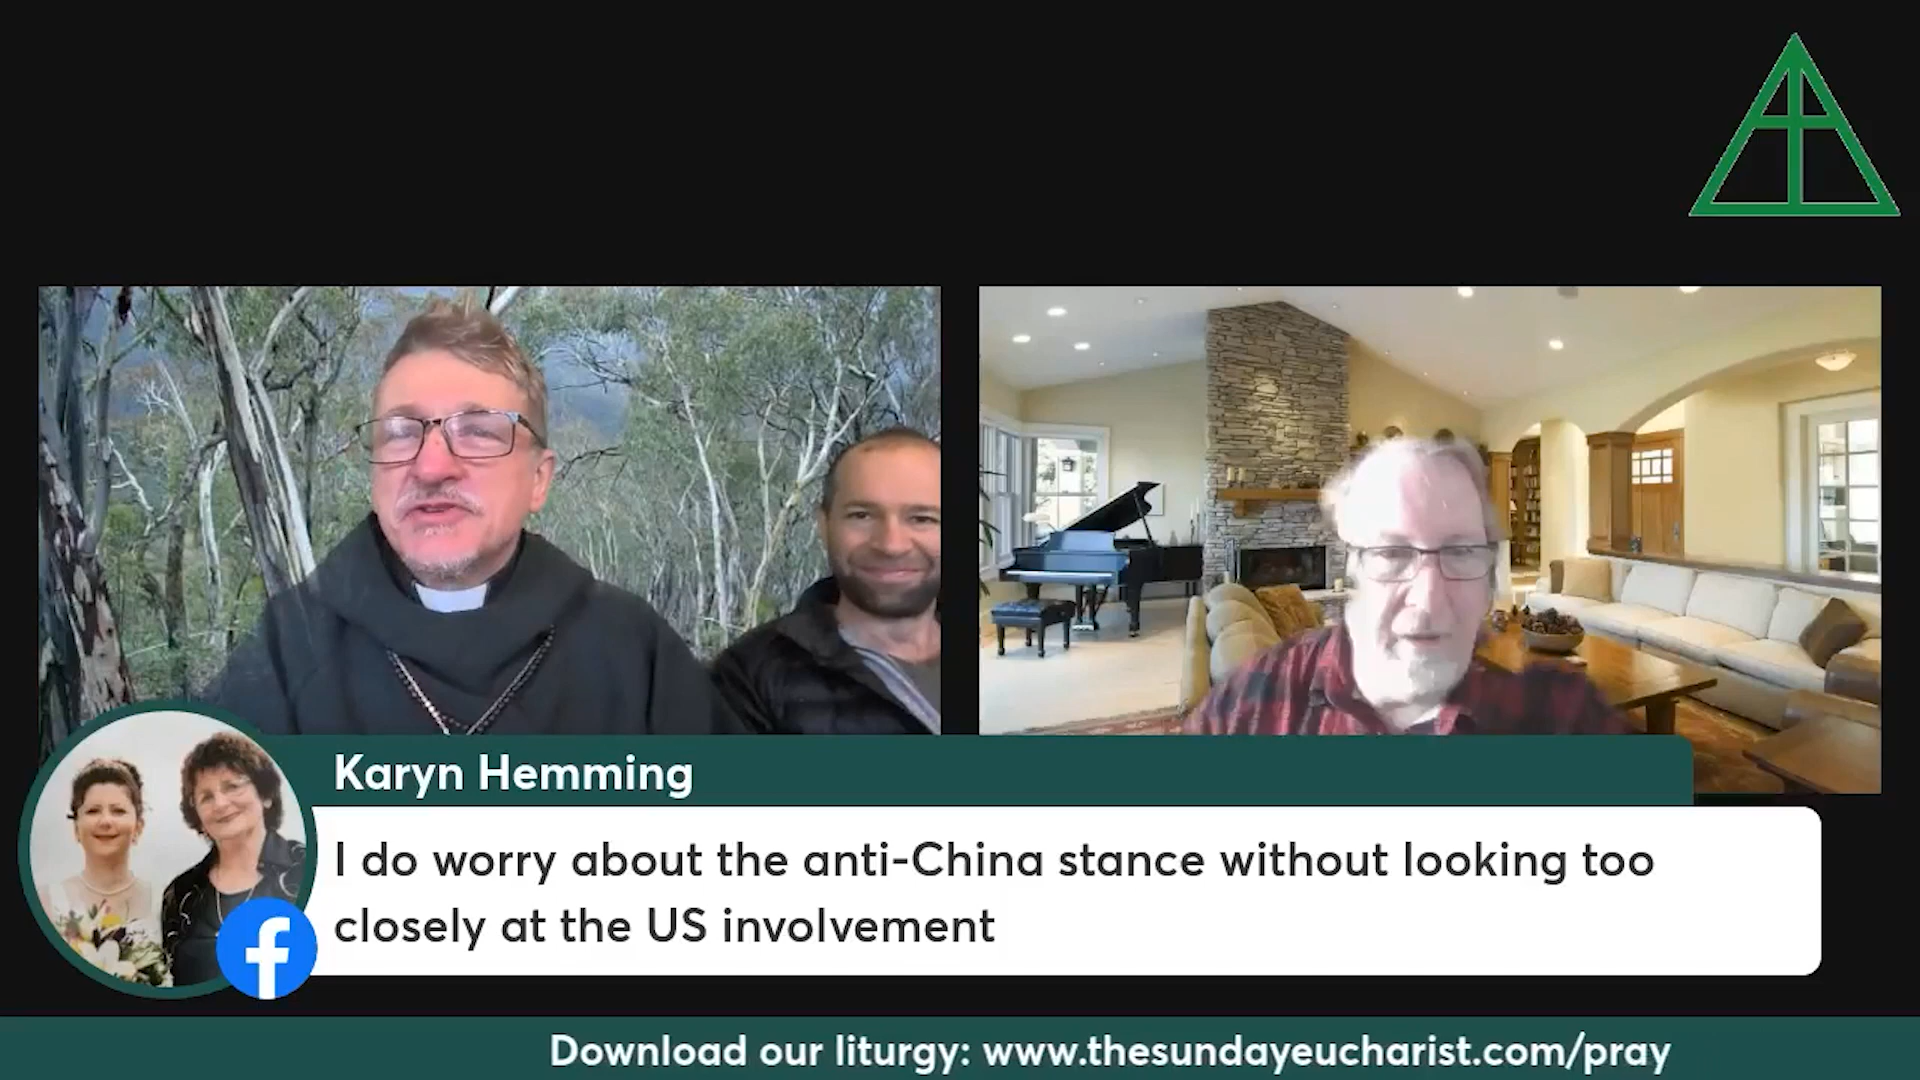 Karyn Hemming
I do worry about the anti-China stance without looking too
closely at the US involvement
Download our liturgy: www.thesundayeucharist.com/pray